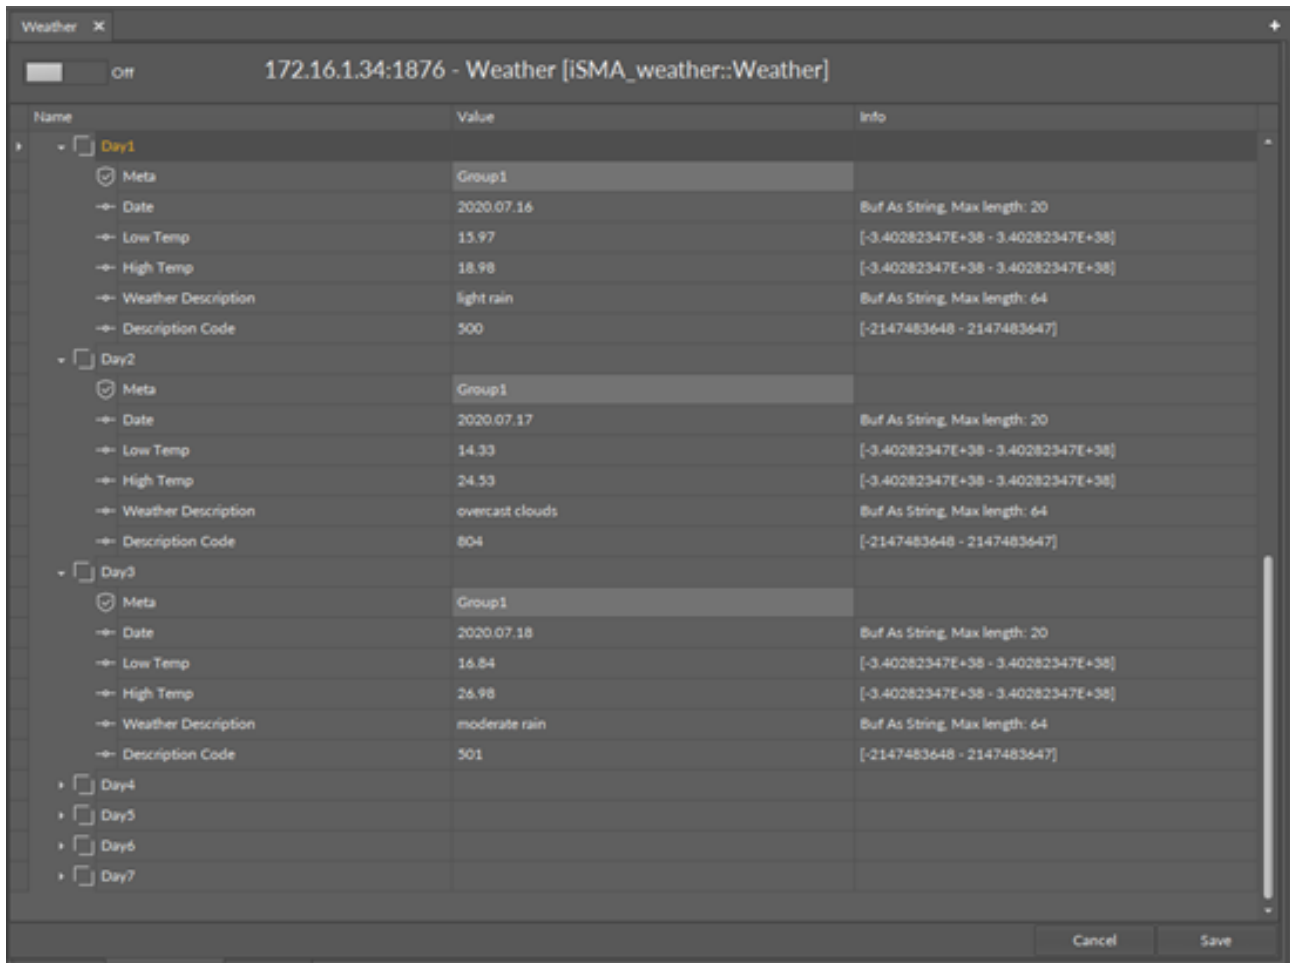 Weather
Off 172.16.1.34:1876 - Weather [iSMA_weather::Weather]
Name Value Info
Day1
Meta Group1
Date 2020.07.16 Buf As String, Max length: 20
Low Temp 15.97 [-3.40282347E+38 - 3.40282347E+38]
High Temp 18.98 [-3.40282347E+38 - 3.40282347E+38]
Weather Description light rain Buf As String, Max length: 64
Description Code 500 [-2147483648 - 2147483647]
Day2
Meta Group1
Date 2020.07.17 Buf As String, Max length: 20
Low Temp 14.33 [-3.40282347E+38 - 3.40282347E+38]
High Temp 24.53 [-3.40282347E+38 - 3.40282347E+38]
Weather Description overcast clouds Buf As String, Max length: 64
Description Code 804 [-2147483648 - 2147483647]
Day3
Meta Group1
Date 2020.07.18 Buf As String, Max length: 20
Low Temp 16.84 [-3.40282347E+38 - 3.40282347E+38]
High Temp 26.98 [-3.40282347E+38 - 3.40282347E+38]
Weather Description moderate rain Buf As String, Max length: 64
Description Code 501 [-2147483648 - 2147483647]
Day4
Day5
Day6
Day7
Cancel Save